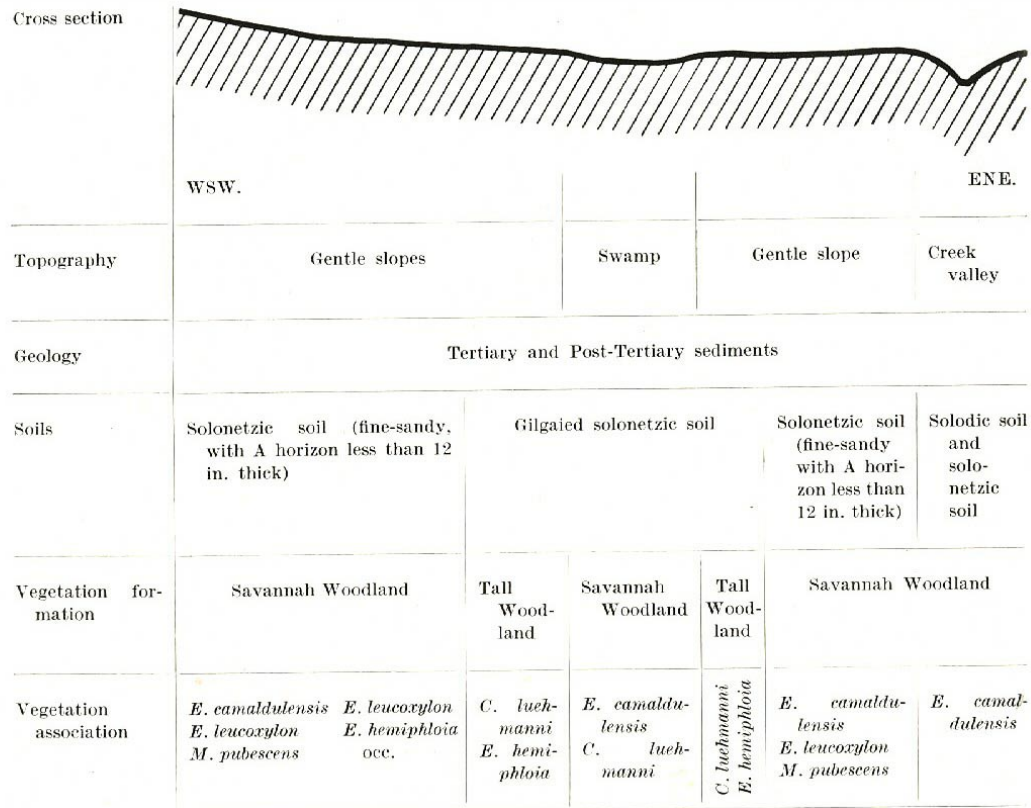 Cross section
WSW.
ENE.
Topography
Gentle slopes
Swamp
Gentle slope
Creek
valley
Geology
Tertiary and Post-Tertiary sediments
Soils
Solonetzic soil (fine-sandy,
with A horizon less than 12
in. thick)
Gilgaied solonetzic soil
Solonetzic soil
(fine-sandy
with A hori-
zon less than
12 in. thick)
Solodic soil
and
solo-
netzic
soil
Vegetation for-
mation
Savannah Woodland
Tall
Wood-
land
Savannah
Woodland
Tall
Wood-
land
Savannah Woodland
Vegetation
association
E. camaldulensis
E. leucoxylon
M. pubescens
E. leucoxylon
E. hemiphloia
occ.
C. lueh-
manni
E. hemi-
phloia
E. camaldu-
lensis
C. lueh-
manni
C. luehmanni
E. hemiphloia
E. camaldu-
lensis
E. leucoxylon
M. pubescens
E. camal-
dulensis